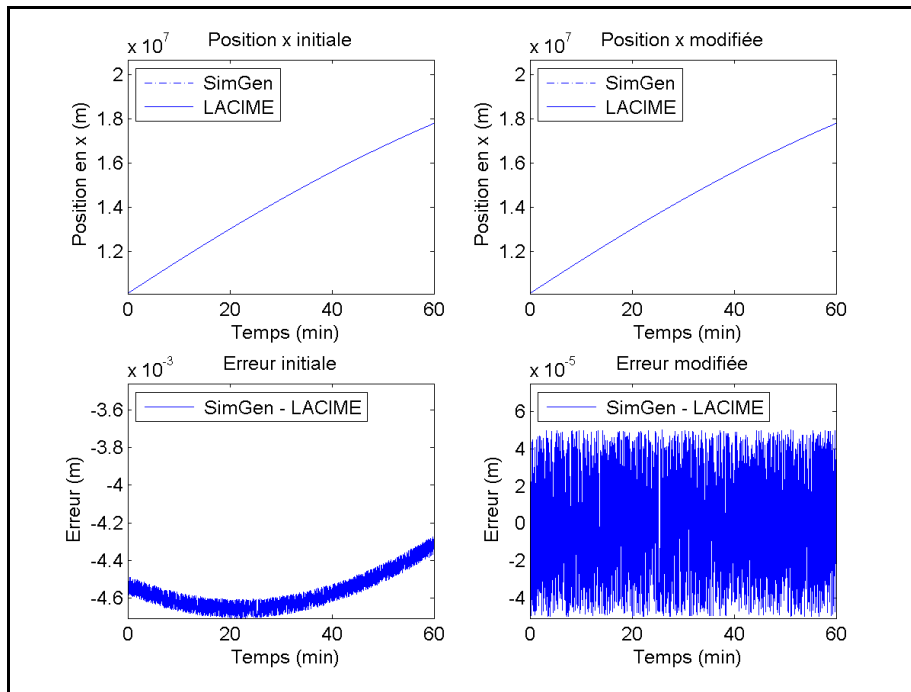 Position x initiale
x 10^7
SimGen
LACIME
2
1.8
1.6
1.4
1.2
Position en x (m)
0 20 40 60
Temps (min)
Position x modifiée
x 10^7
SimGen
LACIME
2
1.8
1.6
1.4
1.2
Position en x (m)
0 20 40 60
Temps (min)
Erreur initiale
x 10^-3
SimGen - LACIME
-3.6
-3.8
-4
-4.2
-4.4
-4.6
Erreur (m)
0 20 40 60
Temps (min)
Erreur modifiée
x 10^-5
SimGen - LACIME
6
4
2
0
-2
-4
Erreur (m)
0 20 40 60
Temps (min)